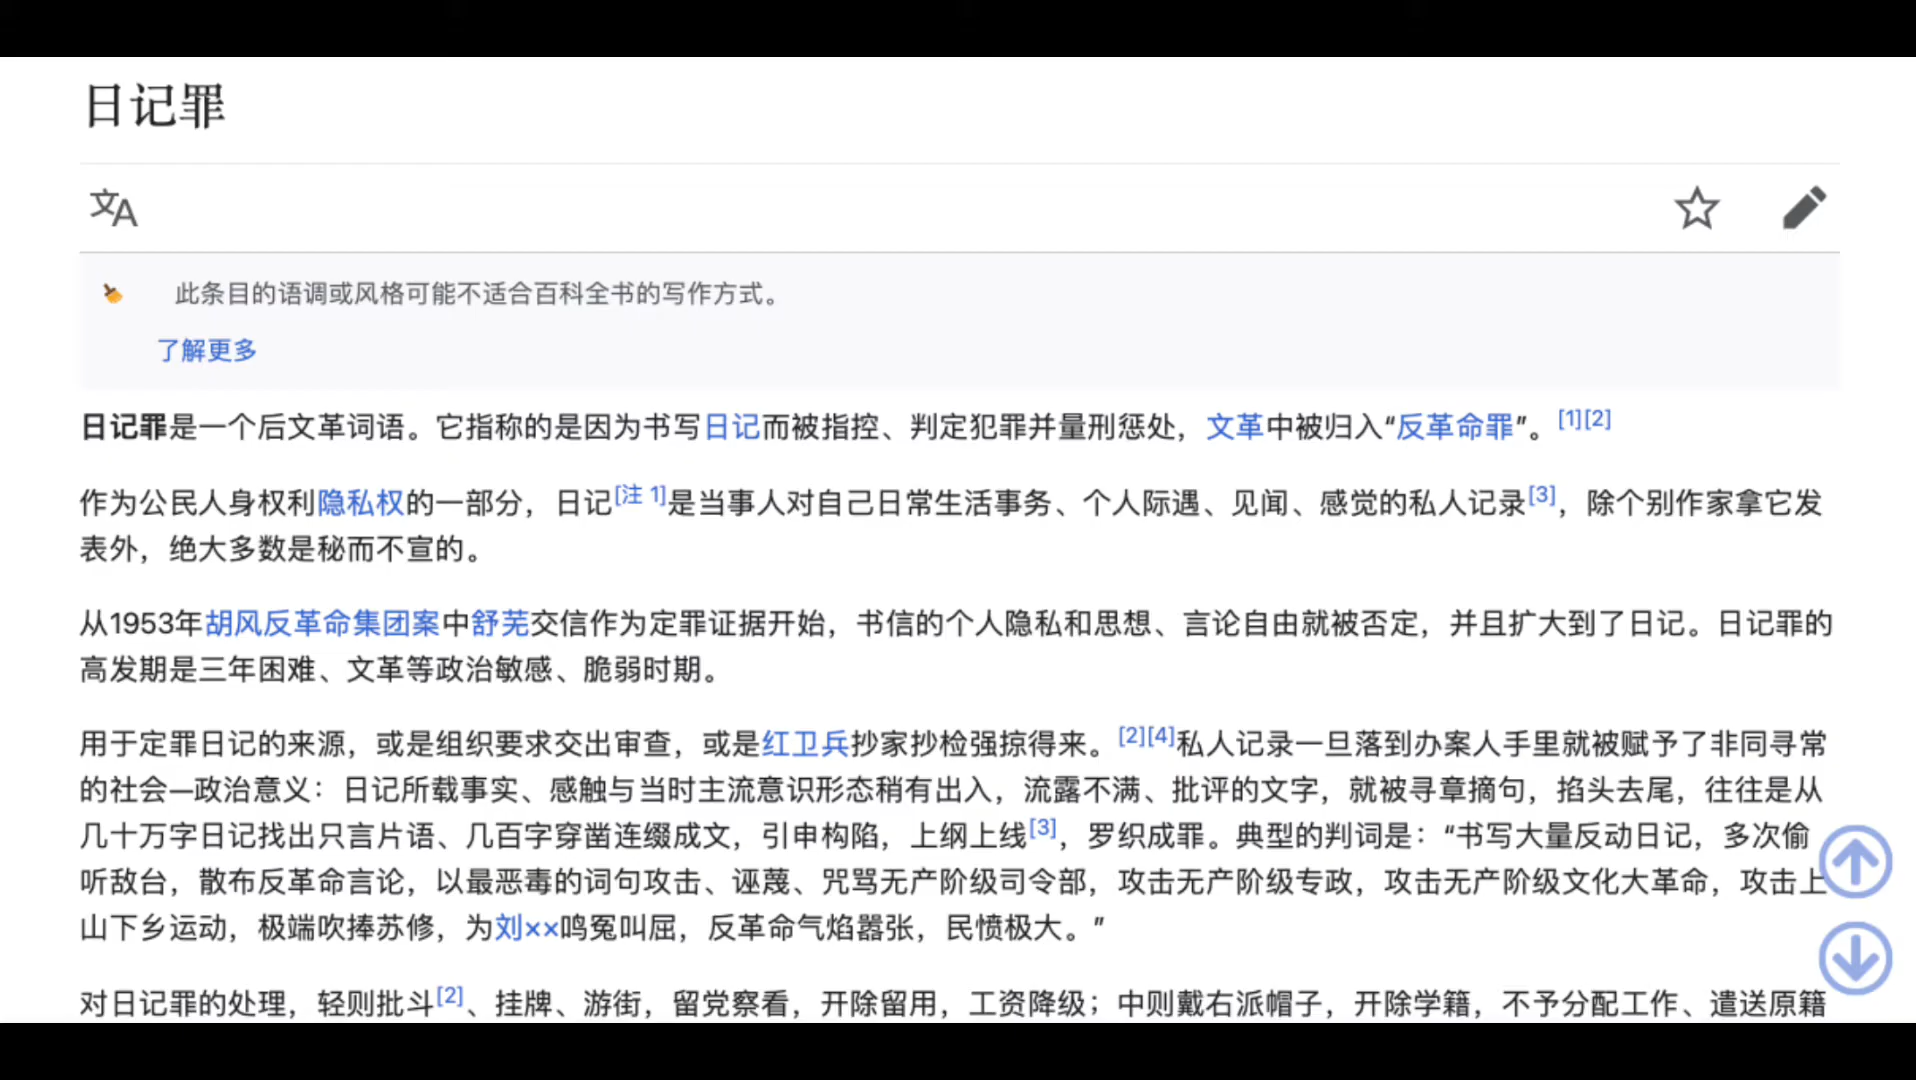 日记罪
文A
此条目的语调或风格可能不适合百科全书的写作方式。
了解更多
日记罪是一个后文革词语。它指称的是因为书写日记而被指控、判定犯罪并量刑惩处，文革中被归入“反革命罪”。[1][2]
作为公民人身权利隐私权的一部分，日记[注 1]是当事人对自己日常生活事务、个人际遇、见闻、感觉的私人记录[3]，除个别作家拿它发
表外，绝大多数是秘而不宣的。
从1953年胡风反革命集团案中舒芜交信作为定罪证据开始，书信的个人隐私和思想、言论自由就被否定，并且扩大到了日记。日记罪的
高发期是三年困难、文革等政治敏感、脆弱时期。
用于定罪日记的来源，或是组织要求交出审查，或是红卫兵抄家抄检强掠得来。[2][4]私人记录一旦落到办案人手里就被赋予了非同寻常
的社会—政治意义：日记所载事实、感触与当时主流意识形态稍有出入，流露不满、批评的文字，就被寻章摘句，掐头去尾，往往是从
几十万字日记找出只言片语、几百字穿凿连缀成文，引申构陷，上纲上线[3]，罗织成罪。典型的判词是：“书写大量反动日记，多次偷
听敌台，散布反革命言论，以最恶毒的词句攻击、诬蔑、咒骂无产阶级司令部，攻击无产阶级专政，攻击无产阶级文化大革命，攻击上
山下乡运动，极端吹捧苏修，为刘××鸣冤叫屈，反革命气焰嚣张，民愤极大。”
对日记罪的处理，轻则批斗[2]、挂牌、游街，留党察看，开除留用，工资降级；中则戴右派帽子，开除学籍，不予分配工作、遣送原籍